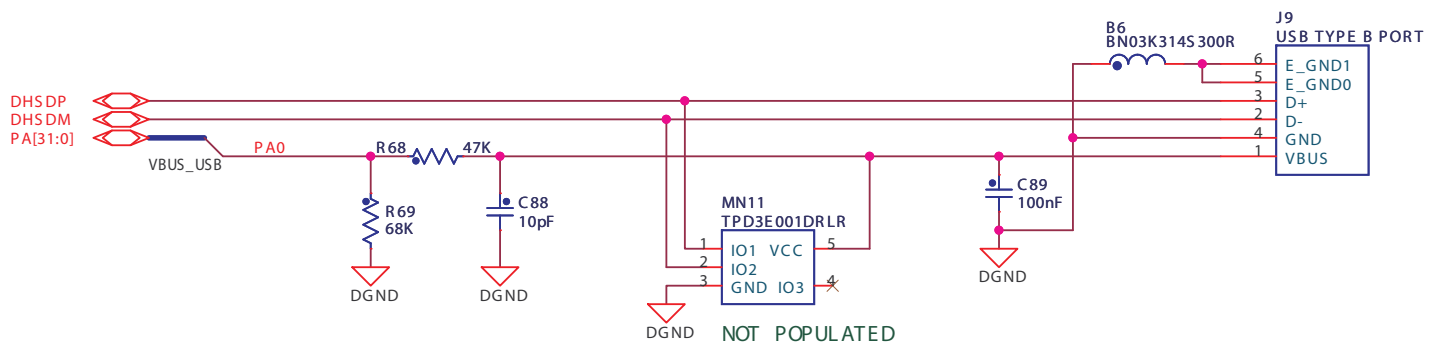 J9
USB TYPE B PORT
B6
BN03K314S300R
6 E_GND1
5 E_GND0
DHSDP
3 D+
DHSDM
2 D-
PA[31:0]
4 GND
VBUS_USB
PA0
R68 47K
1 VBUS
R69
68K
C88
10pF
MN11
TPD3E001DRLR
C89
100nF
1 IO1 VCC 5
2 IO2
3 GND IO3 4
DGND
DGND
DGND
DGND
NOT POPULATED